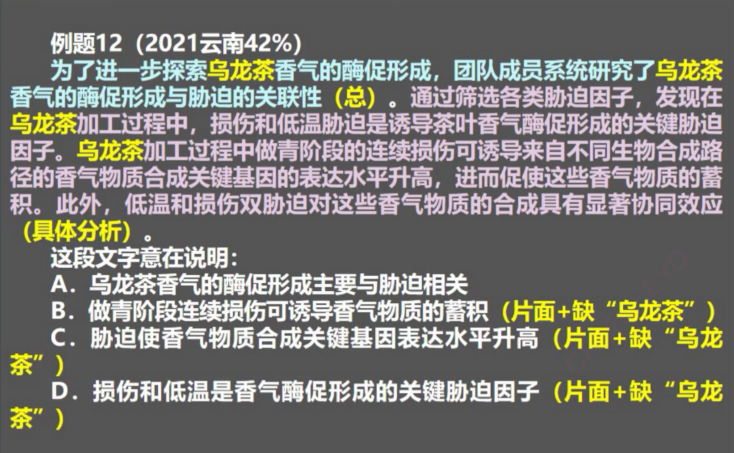 例题12（2021云南42%）
为了进一步探索乌龙茶香气的酶促形成，团队成员系统研究了乌龙茶
香气的酶促形成与胁迫的关联性（总）。通过筛选各类胁迫因子，发现在
乌龙茶加工过程中，损伤和低温胁迫是诱导茶叶香气酶促形成的关键胁迫
因子。乌龙茶加工过程中做青阶段的连续损伤可诱导来自不同生物合成路
径的香气物质合成关键基因的表达水平升高，进而促使这些香气物质的蓄
积。此外，低温和损伤双胁迫对这些香气物质的合成具有显著协同效应
（具体分析）。
这段文字意在说明：
A．乌龙茶香气的酶促形成主要与胁迫相关
B．做青阶段连续损伤可诱导香气物质的蓄积（片面+缺“乌龙茶”）
C．胁迫使香气物质合成关键基因表达水平升高（片面+缺“乌龙
茶”）
D．损伤和低温是香气酶促形成的关键胁迫因子（片面+缺“乌龙
茶”）